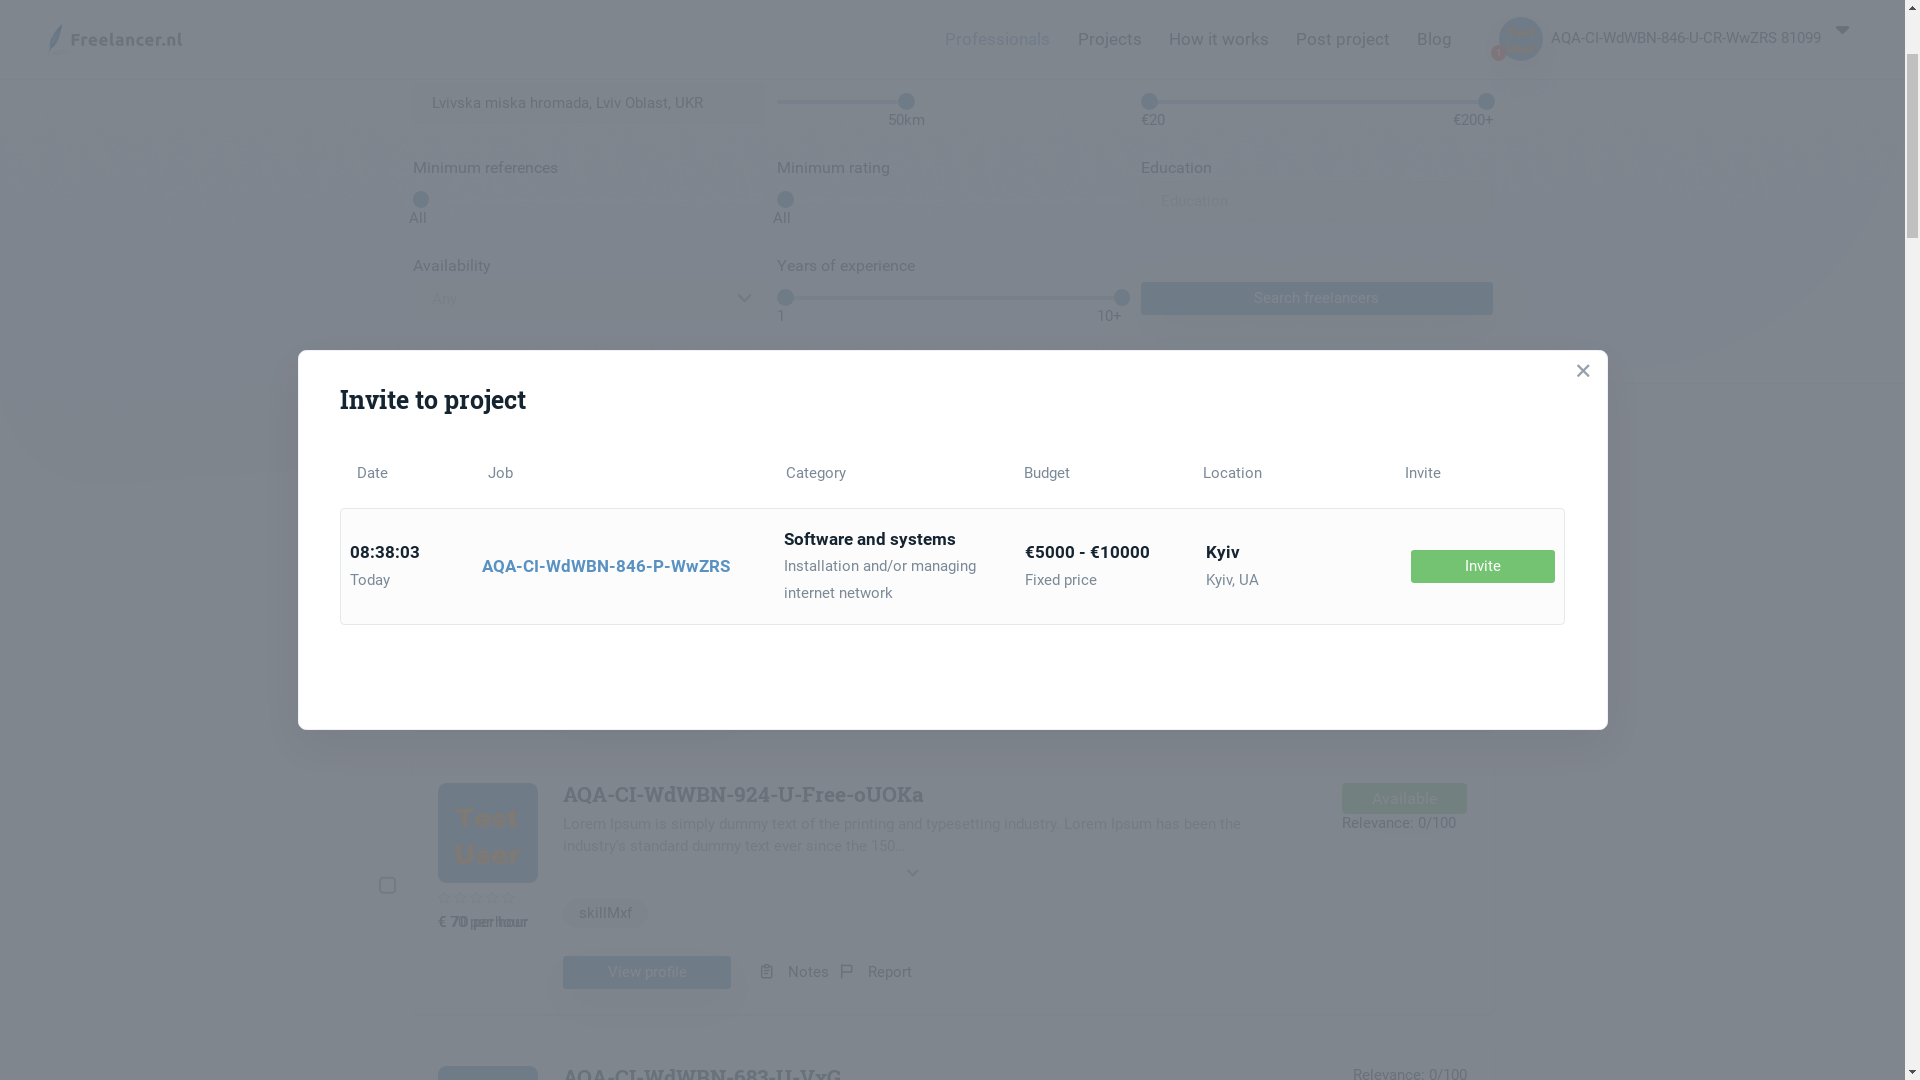 Freelancer.nl
Professionals
Projects
How it works
Post project
Blog
1
AQA-CI-WdWBN-846-U-CR-WwZRS 81099
Lvivska miska hromada, Lviv Oblast, UKR
50km
€20
€200+
Minimum references
Minimum rating
Education
All
All
Education
Availability
Years of experience
Any
1
10+
Search freelancers
Invite to project
Date
Job
Category
Budget
Location
Invite
08:38:03
Today
AQA-CI-WdWBN-846-P-WwZRS
Software and systems
Installation and/or managing
internet network
€5000 - €10000
Fixed price
Kyiv
Kyiv, UA
Invite
Test
User
AQA-CI-WdWBN-924-U-Free-oUOKa
Lorem Ipsum is simply dummy text of the printing and typesetting industry. Lorem Ipsum has been the
industry's standard dummy text ever since the 150...
Available
Relevance: 0/100
€ 70 per hour
skillMxf
View profile
Notes
Report
AQA-CI-WdWBN-683-U-VxG
Relevance: 0/100